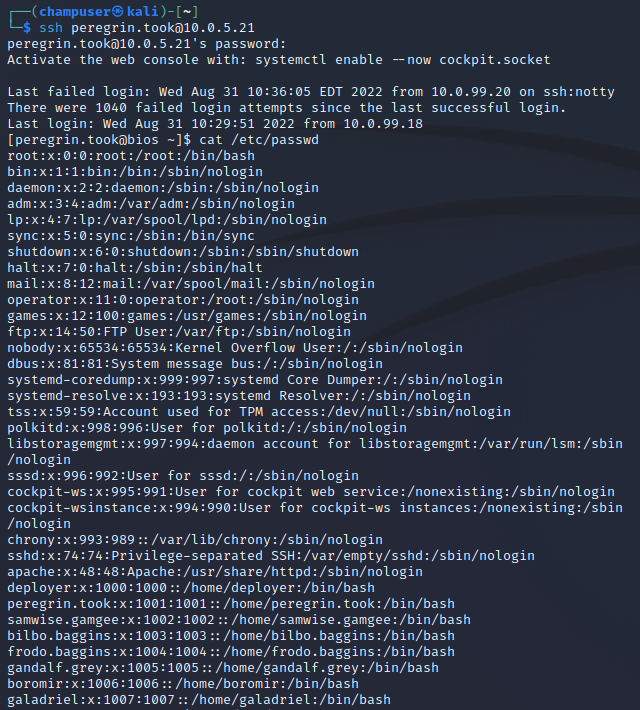 ┌──(champuser㉿kali)-[~]
└─$ ssh peregrin.took@10.0.5.21
peregrin.took@10.0.5.21's password:
Activate the web console with: systemctl enable --now cockpit.socket

Last failed login: Wed Aug 31 10:36:05 EDT 2022 from 10.0.99.20 on ssh:notty
There were 1040 failed login attempts since the last successful login.
Last login: Wed Aug 31 10:29:51 2022 from 10.0.99.18
[peregrin.took@bios ~]$ cat /etc/passwd
root:x:0:0:root:/root:/bin/bash
bin:x:1:1:bin:/bin:/sbin/nologin
daemon:x:2:2:daemon:/sbin:/sbin/nologin
adm:x:3:4:adm:/var/adm:/sbin/nologin
lp:x:4:7:lp:/var/spool/lpd:/sbin/nologin
sync:x:5:0:sync:/sbin:/bin/sync
shutdown:x:6:0:shutdown:/sbin:/sbin/shutdown
halt:x:7:0:halt:/sbin:/sbin/halt
mail:x:8:12:mail:/var/spool/mail:/sbin/nologin
operator:x:11:0:operator:/root:/sbin/nologin
games:x:12:100:games:/usr/games:/sbin/nologin
ftp:x:14:50:FTP User:/var/ftp:/sbin/nologin
nobody:x:65534:65534:Kernel Overflow User:/:/sbin/nologin
dbus:x:81:81:System message bus:/:/sbin/nologin
systemd-coredump:x:999:997:systemd Core Dumper:/:/sbin/nologin
systemd-resolve:x:193:193:systemd Resolver:/:/sbin/nologin
tss:x:59:59:Account used for TPM access:/dev/null:/sbin/nologin
polkitd:x:998:996:User for polkitd:/:/sbin/nologin
libstoragemgmt:x:997:994:daemon account for libstoragemgmt:/var/run/lsm:/sbin
/nologin
sssd:x:996:992:User for sssd:/:/sbin/nologin
cockpit-ws:x:995:991:User for cockpit web service:/nonexisting:/sbin/nologin
cockpit-wsinstance:x:994:990:User for cockpit-ws instances:/nonexisting:/sbin
/nologin
chrony:x:993:989::/var/lib/chrony:/sbin/nologin
sshd:x:74:74:Privilege-separated SSH:/var/empty/sshd:/sbin/nologin
apache:x:48:48:Apache:/usr/share/httpd:/sbin/nologin
deployer:x:1000:1000::/home/deployer:/bin/bash
peregrin.took:x:1001:1001::/home/peregrin.took:/bin/bash
samwise.gamgee:x:1002:1002::/home/samwise.gamgee:/bin/bash
bilbo.baggins:x:1003:1003::/home/bilbo.baggins:/bin/bash
frodo.baggins:x:1004:1004::/home/frodo.baggins:/bin/bash
gandalf.grey:x:1005:1005::/home/gandalf.grey:/bin/bash
boromir:x:1006:1006::/home/boromir:/bin/bash
galadriel:x:1007:1007::/home/galadriel:/bin/bash